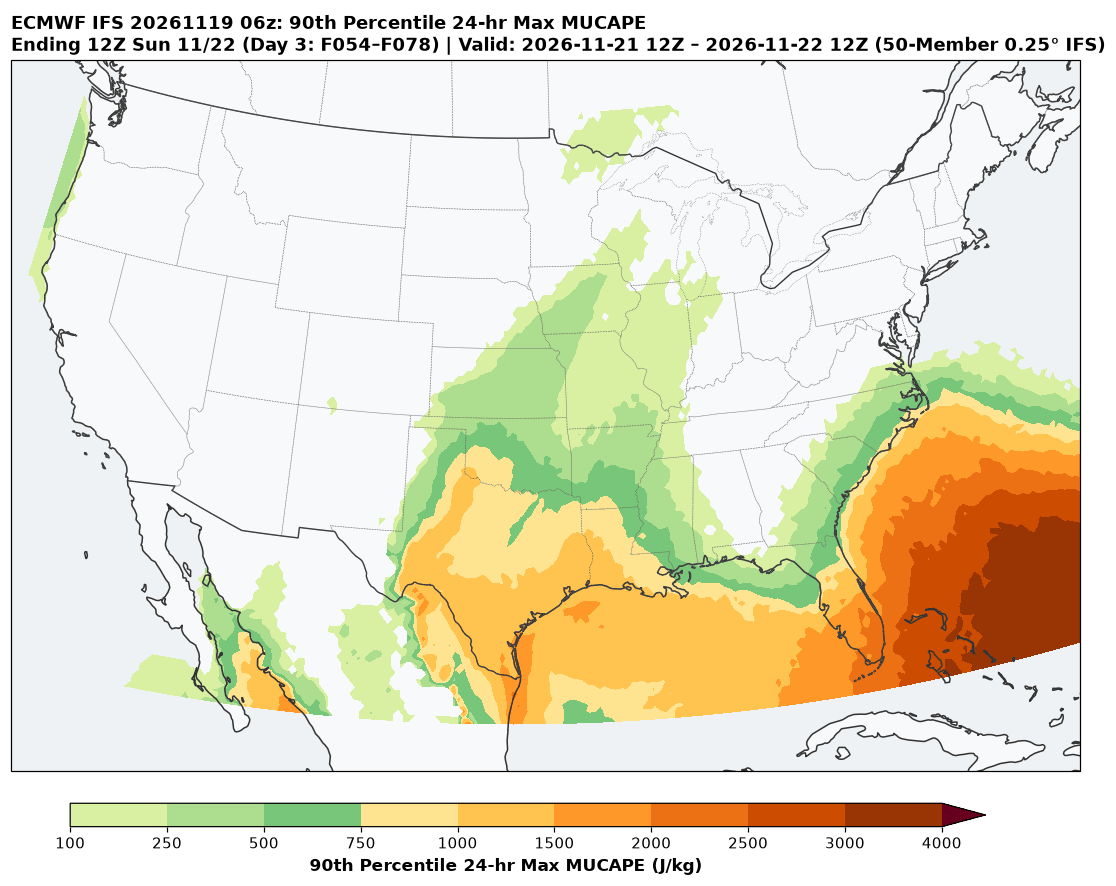 ECMWF IFS 20261119 06z: 90th Percentile 24-hr Max MUCAPE
Ending 12Z Sun 11/22 (Day 3: F054–F078) | Valid: 2026-11-21 12Z – 2026-11-22 12Z (50-Member 0.25° IFS)
100 250 500 750 1000 1500 2000 2500 3000 4000
90th Percentile 24-hr Max MUCAPE (J/kg)